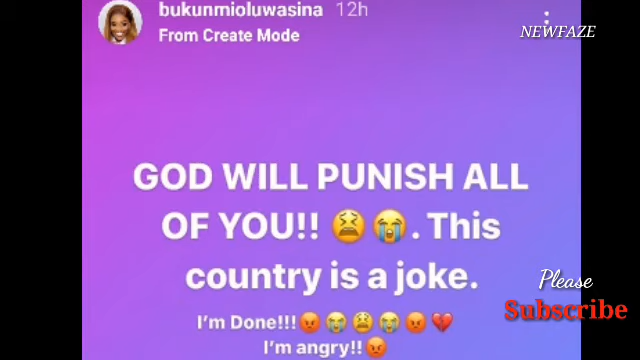 bukunmioluwasina 12h
From Create Mode
NEWFAZE
GOD WILL PUNISH ALL
OF YOU!! 😫😭. This
country is a joke.
I'm Done!!!😡😭😫😭😡💔
I'm angry!!😡
Please
Subscribe